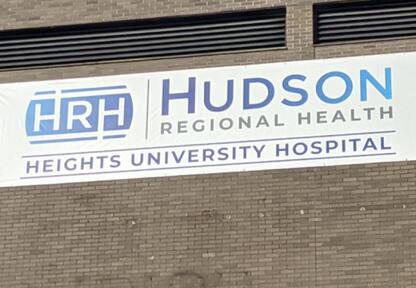 HRH
HUDSON
REGIONAL HEALTH
HEIGHTS UNIVERSITY HOSPITAL